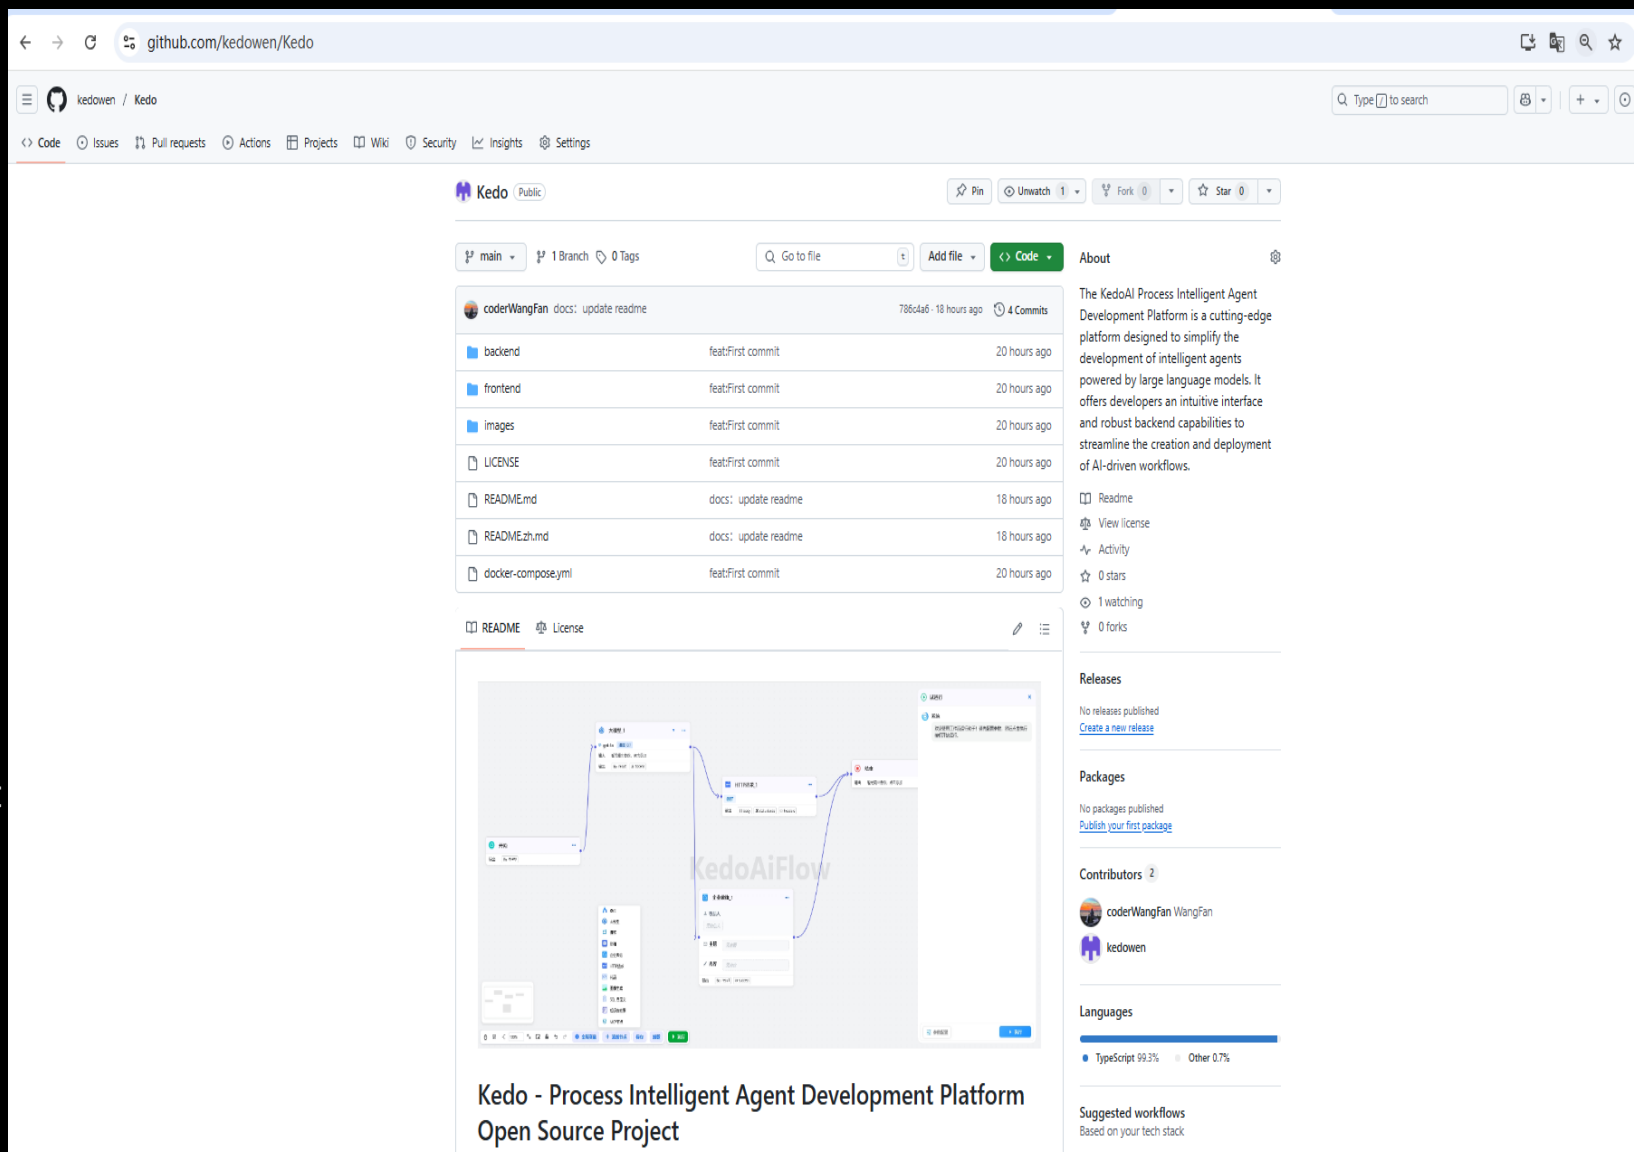 github.com/kedowen/Kedo
kedowen / Kedo
Type / to search
Code Issues Pull requests Actions Projects Wiki Security Insights Settings
Kedo Public
Pin Unwatch 1 Fork 0 Star 0
main 1 Branch 0 Tags
Go to file t Add file Code
coderWangFan docs：update readme 786c4a6 · 18 hours ago 4 Commits
backend feat:First commit 20 hours ago
frontend feat:First commit 20 hours ago
images feat:First commit 20 hours ago
LICENSE feat:First commit 20 hours ago
README.md docs：update readme 18 hours ago
README.zh.md docs：update readme 18 hours ago
docker-compose.yml feat:First commit 20 hours ago
README License
KedoAiFlow
Kedo - Process Intelligent Agent Development Platform
Open Source Project
About
The KedoAI Process Intelligent Agent
Development Platform is a cutting-edge
platform designed to simplify the
development of intelligent agents
powered by large language models. It
offers developers an intuitive interface
and robust backend capabilities to
streamline the creation and deployment
of AI-driven workflows.
Readme
View license
Activity
0 stars
1 watching
0 forks
Releases
No releases published
Create a new release
Packages
No packages published
Publish your first package
Contributors 2
coderWangFan WangFan
kedowen
Languages
TypeScript 99.3% Other 0.7%
Suggested workflows
Based on your tech stack